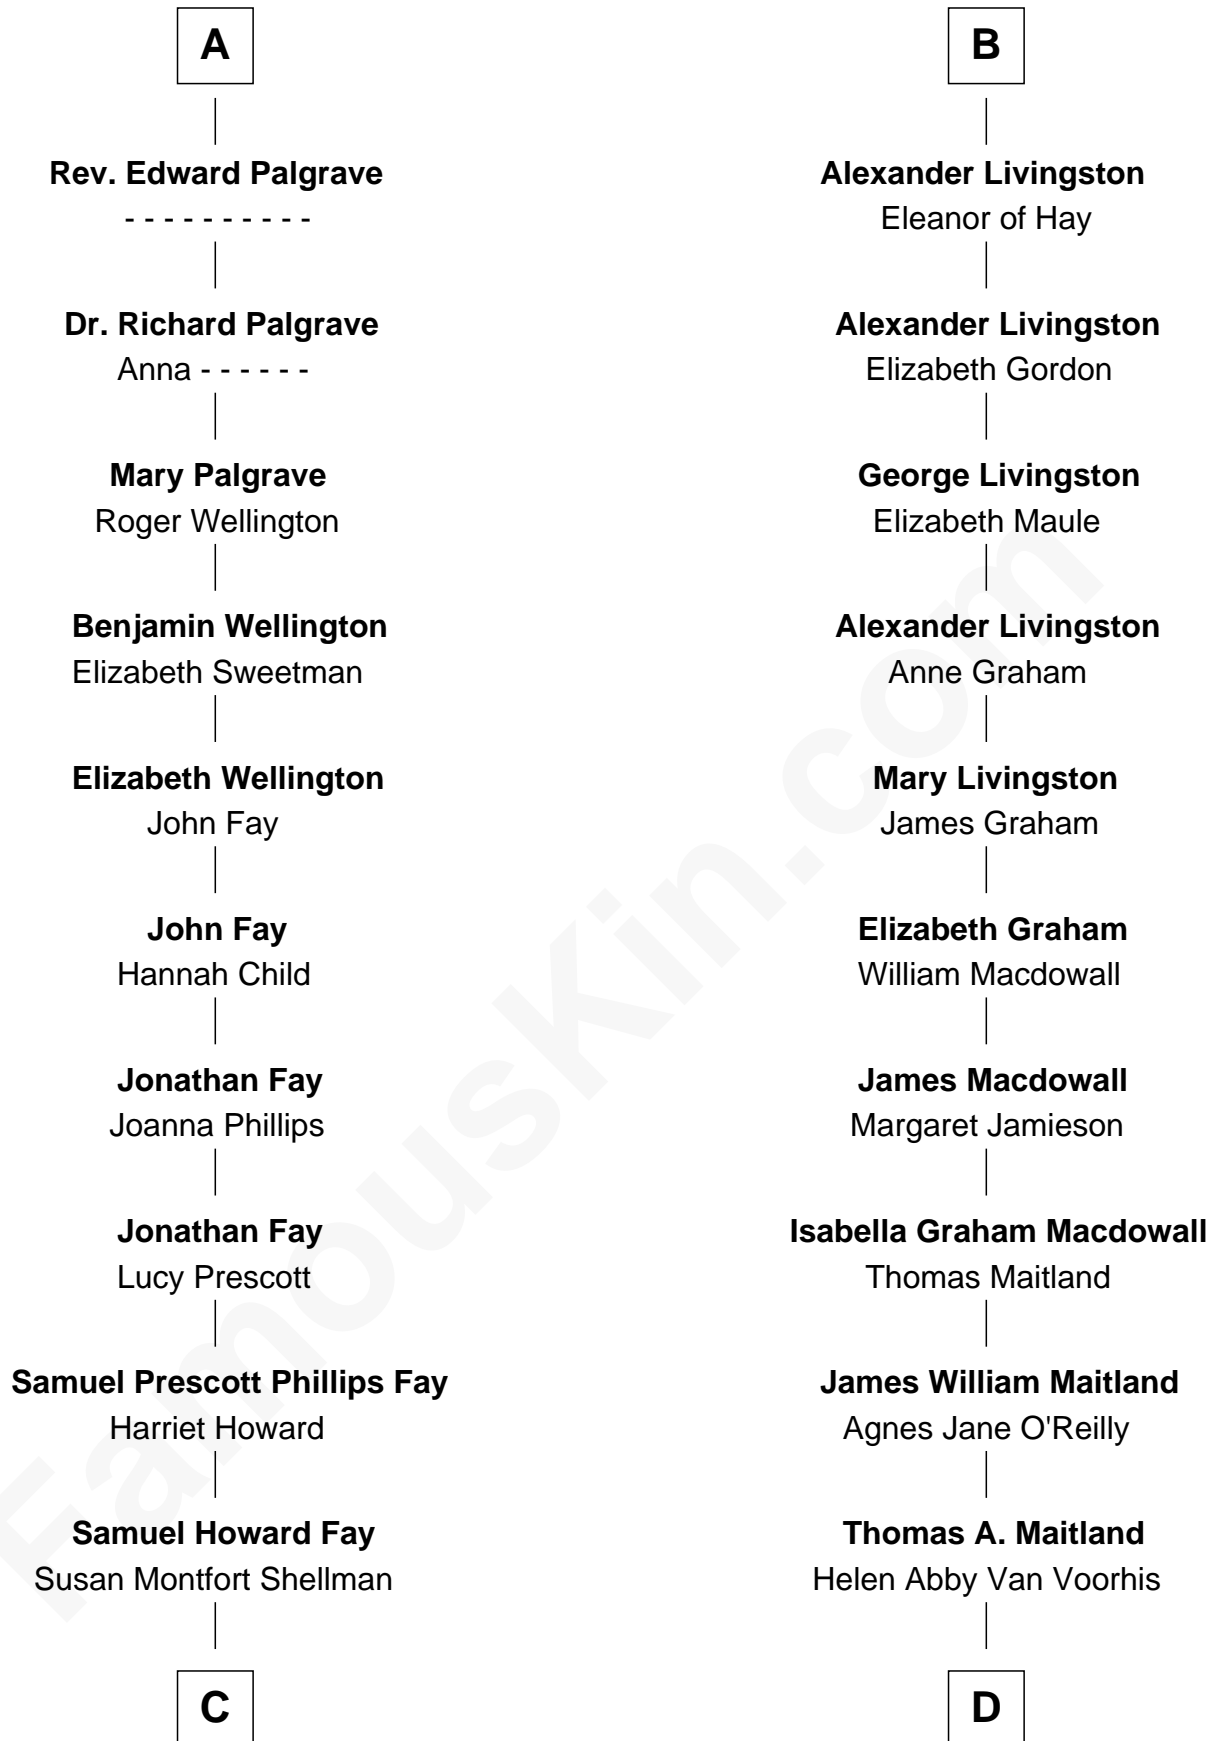 A
Rev. Edward Palgrave
- - - - - - - - - -
Dr. Richard Palgrave
Anna - - - - - -
Mary Palgrave
Roger Wellington
Benjamin Wellington
Elizabeth Sweetman
Elizabeth Wellington
John Fay
John Fay
Hannah Child
Jonathan Fay
Joanna Phillips
Jonathan Fay
Lucy Prescott
Samuel Prescott Phillips Fay
Harriet Howard
Samuel Howard Fay
Susan Montfort Shellman
C
B
Alexander Livingston
Eleanor of Hay
Alexander Livingston
Elizabeth Gordon
George Livingston
Elizabeth Maule
Alexander Livingston
Anne Graham
Mary Livingston
James Graham
Elizabeth Graham
William Macdowall
James Macdowall
Margaret Jamieson
Isabella Graham Macdowall
Thomas Maitland
James William Maitland
Agnes Jane O'Reilly
Thomas A. Maitland
Helen Abby Van Voorhis
D
FamousKin.com